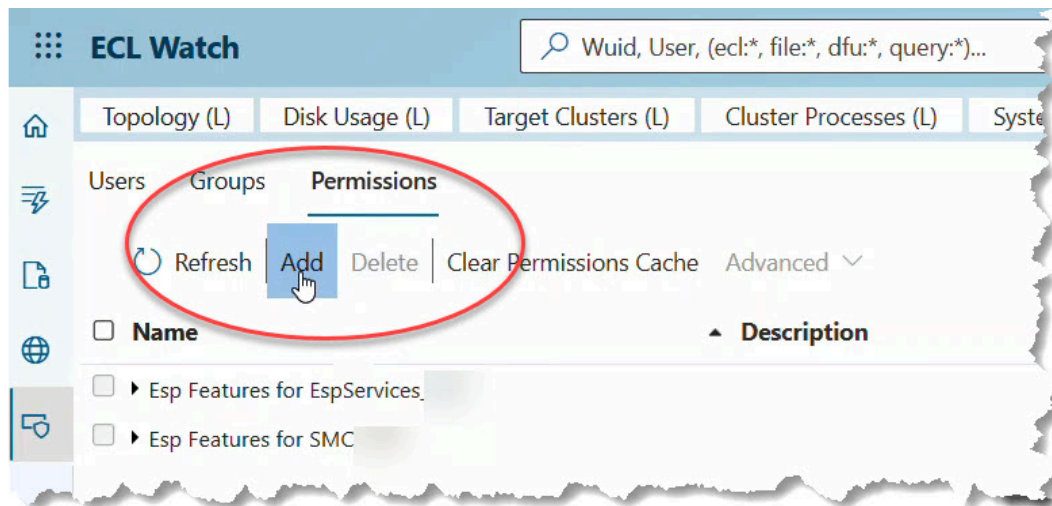 ECL Watch
Wuid, User, (ecl:*, file:*, dfu:*, query:*)...
Topology (L) Disk Usage (L) Target Clusters (L) Cluster Processes (L)
Users Groups Permissions
Refresh Add Delete Clear Permissions Cache Advanced
Name Description
Esp Features for EspServices_
Esp Features for SMC